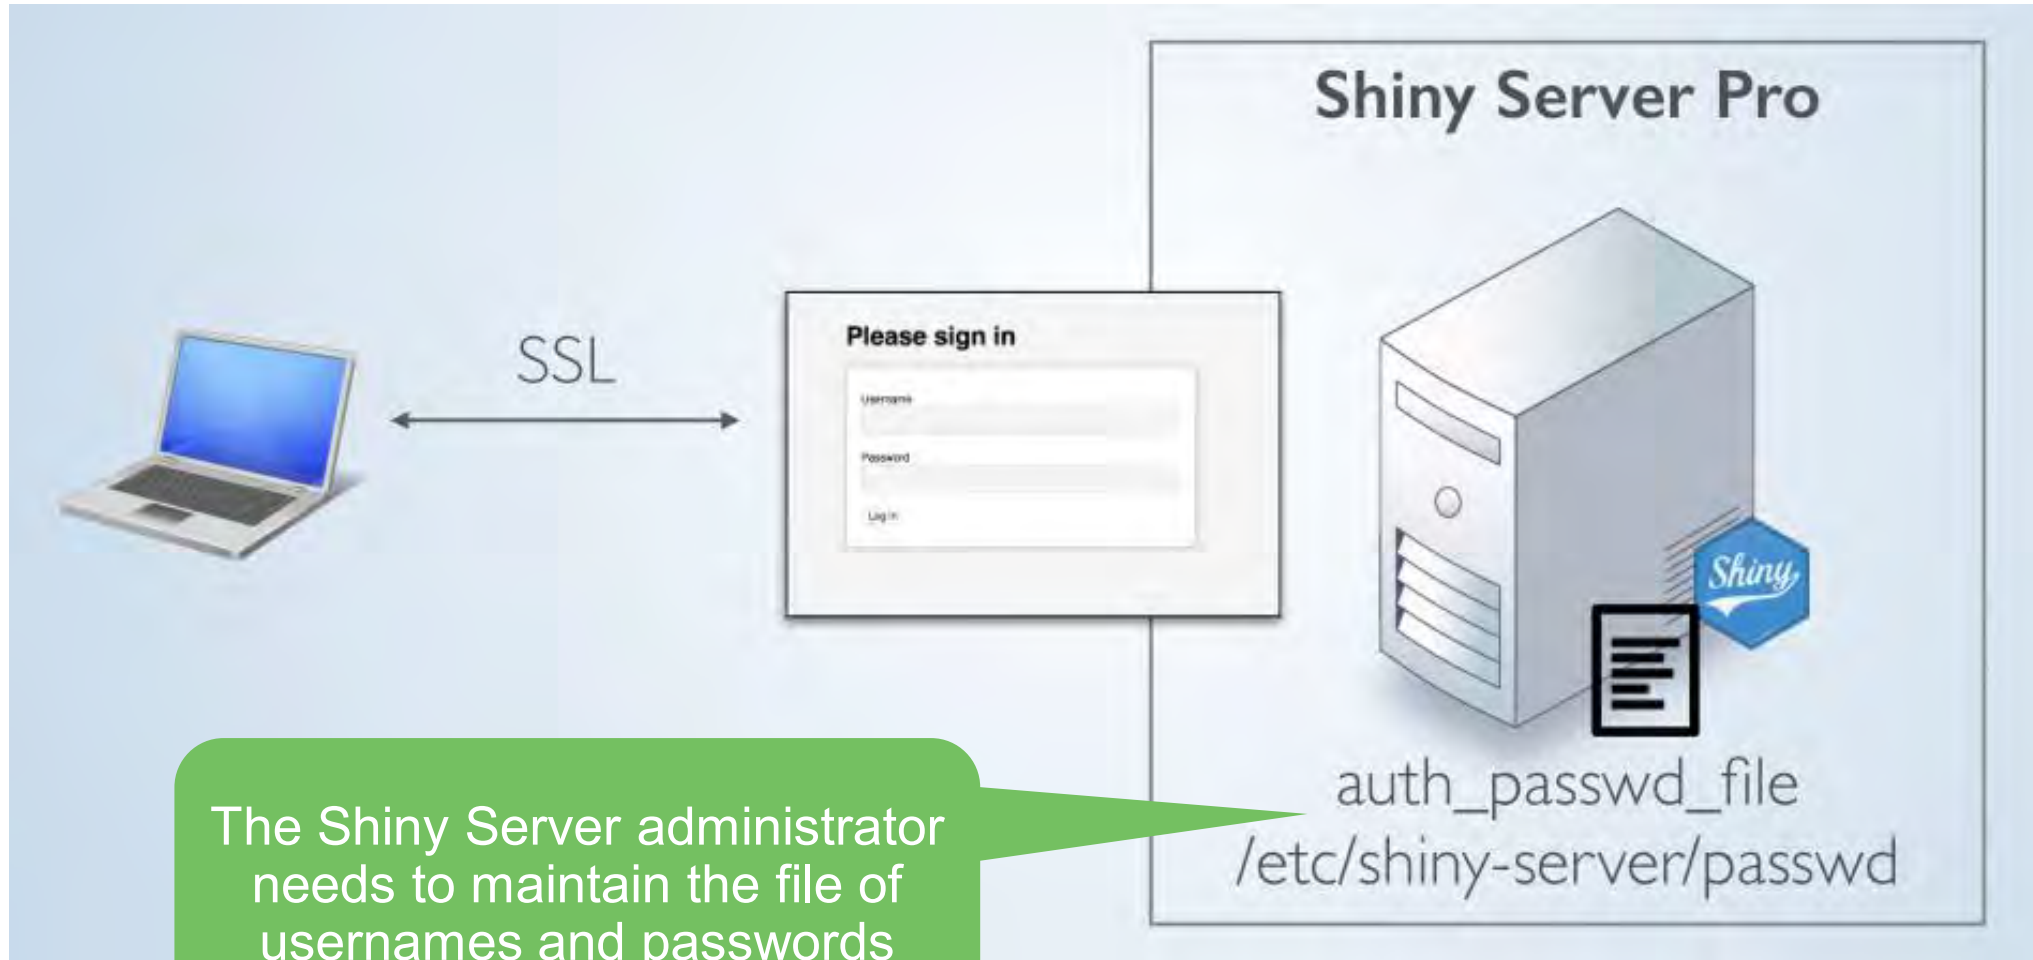 Shiny Server Pro
SSL
Please sign in
Username
Password
Log in
Shiny
auth_passwd_file
/etc/shiny-server/passwd
The Shiny Server administrator
needs to maintain the file of
usernames and passwords